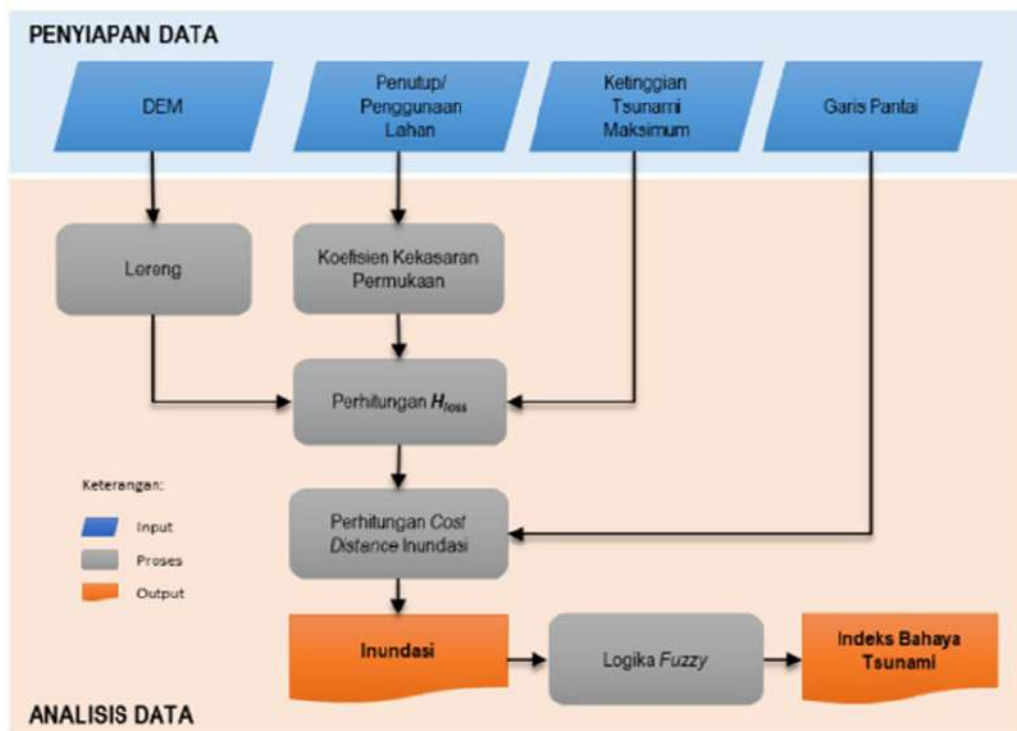 PENYIAPAN DATA
DEM
Penutup/
Penggunaan
Lahan
Ketinggian
Tsunami
Maksimum
Garis Pantai
Lereng
Koefisien Kekasaran
Permukaan
Perhitungan Hloss
Keterangan:
Input
Proses
Output
Perhitungan Cost
Distance Inundasi
Inundasi
Logika Fuzzy
Indeks Bahaya
Tsunami
ANALISIS DATA